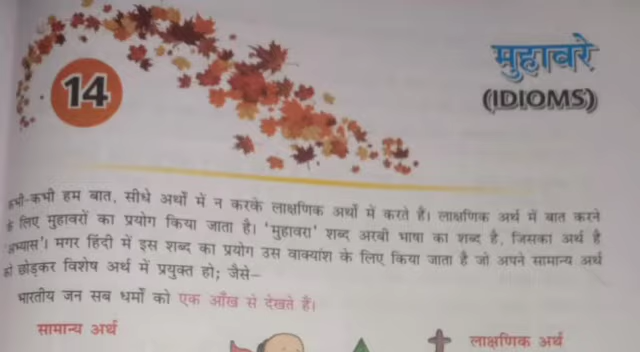 14
मुहावरे
(IDIOMS)
कभी-कभी हम बात, सीधे अर्थों में न करके लाक्षणिक अर्थों में करते हैं। लाक्षणिक अर्थ में बात करने
के लिए मुहावरों का प्रयोग किया जाता है। 'मुहावरा' शब्द अरबी भाषा का शब्द है, जिसका अर्थ है
'अभ्यास'। मगर हिंदी में इस शब्द का प्रयोग उस वाक्यांश के लिए किया जाता है जो अपने सामान्य अर्थ
को छोड़कर विशेष अर्थ में प्रयुक्त हो; जैसे–
भारतीय जन सब धर्मों को एक आँख से देखते हैं।
सामान्य अर्थ
लाक्षणिक अर्थ